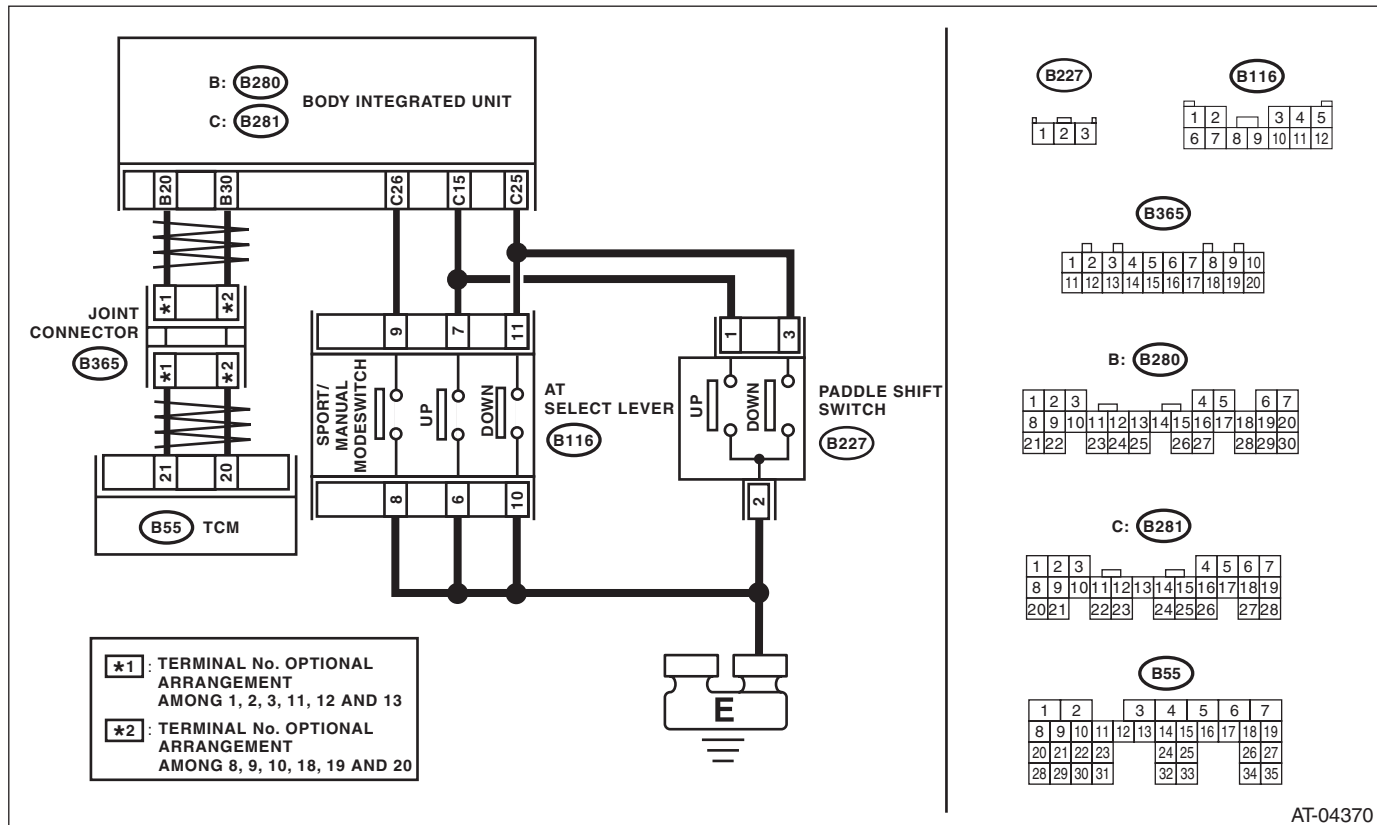 B: B280
BODY INTEGRATED UNIT
C: B281
B20 B30 C26 C15 C25
*1 *2
JOINT
CONNECTOR
B365
*1 *2
21 20
B55 TCM
9 7 11
SPORT/
MANUAL
MODESWITCH
UP
DOWN
8 6 10
AT
SELECT LEVER
B116
1 3
UP
DOWN
2
PADDLE SHIFT
SWITCH
B227
E
*1 : TERMINAL No. OPTIONAL
ARRANGEMENT
AMONG 1, 2, 3, 11, 12 AND 13
*2 : TERMINAL No. OPTIONAL
ARRANGEMENT
AMONG 8, 9, 10, 18, 19 AND 20
B227
1 2 3
B116
1 2 3 4 5
6 7 8 9 10 11 12
B365
1 2 3 4 5 6 7 8 9 10
11 12 13 14 15 16 17 18 19 20
B: B280
1 2 3 4 5 6 7
8 9 10 11 12 13 14 15 16 17 18 19 20
21 22 23 24 25 26 27 28 29 30
C: B281
1 2 3 4 5 6 7
8 9 10 11 12 13 14 15 16 17 18 19
20 21 22 23 24 25 26 27 28
B55
1 2 3 4 5 6 7
8 9 10 11 12 13 14 15 16 17 18 19
20 21 22 23 24 25 26 27
28 29 30 31 32 33 34 35
AT-04370